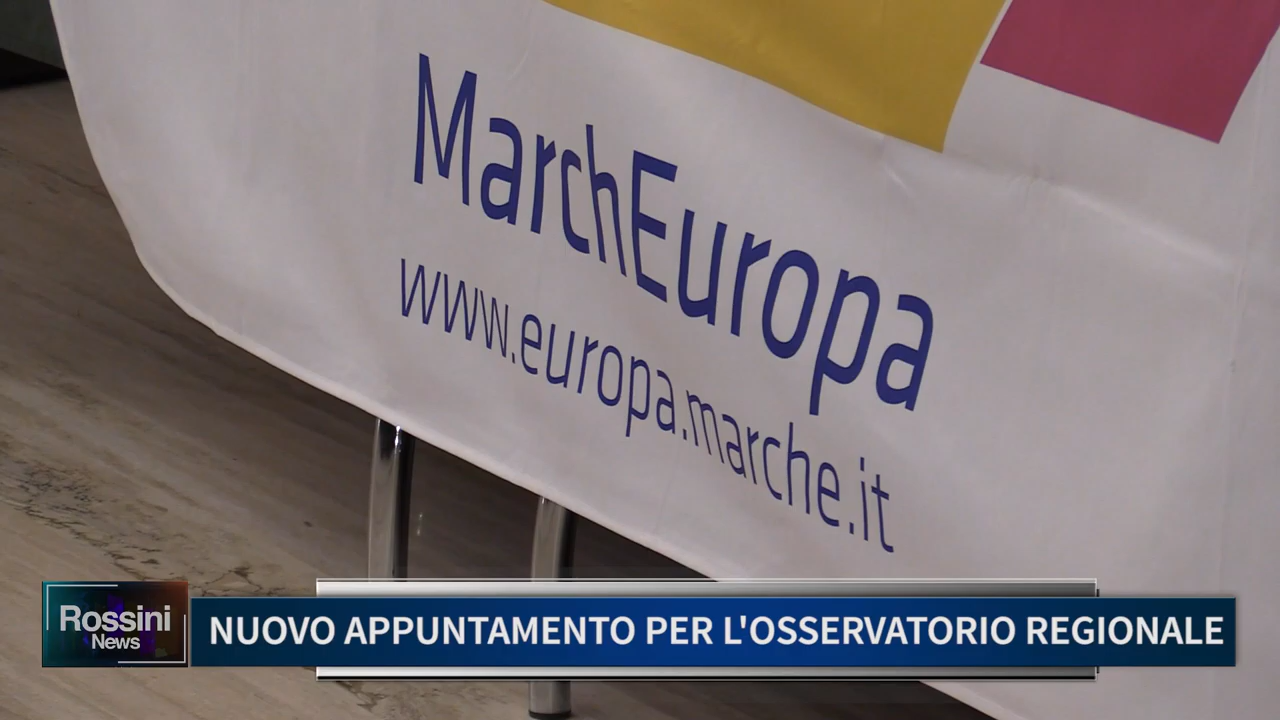 MarchEuropa
www.europa.marche.it
Rossini
News
NUOVO APPUNTAMENTO PER L'OSSERVATORIO REGIONALE